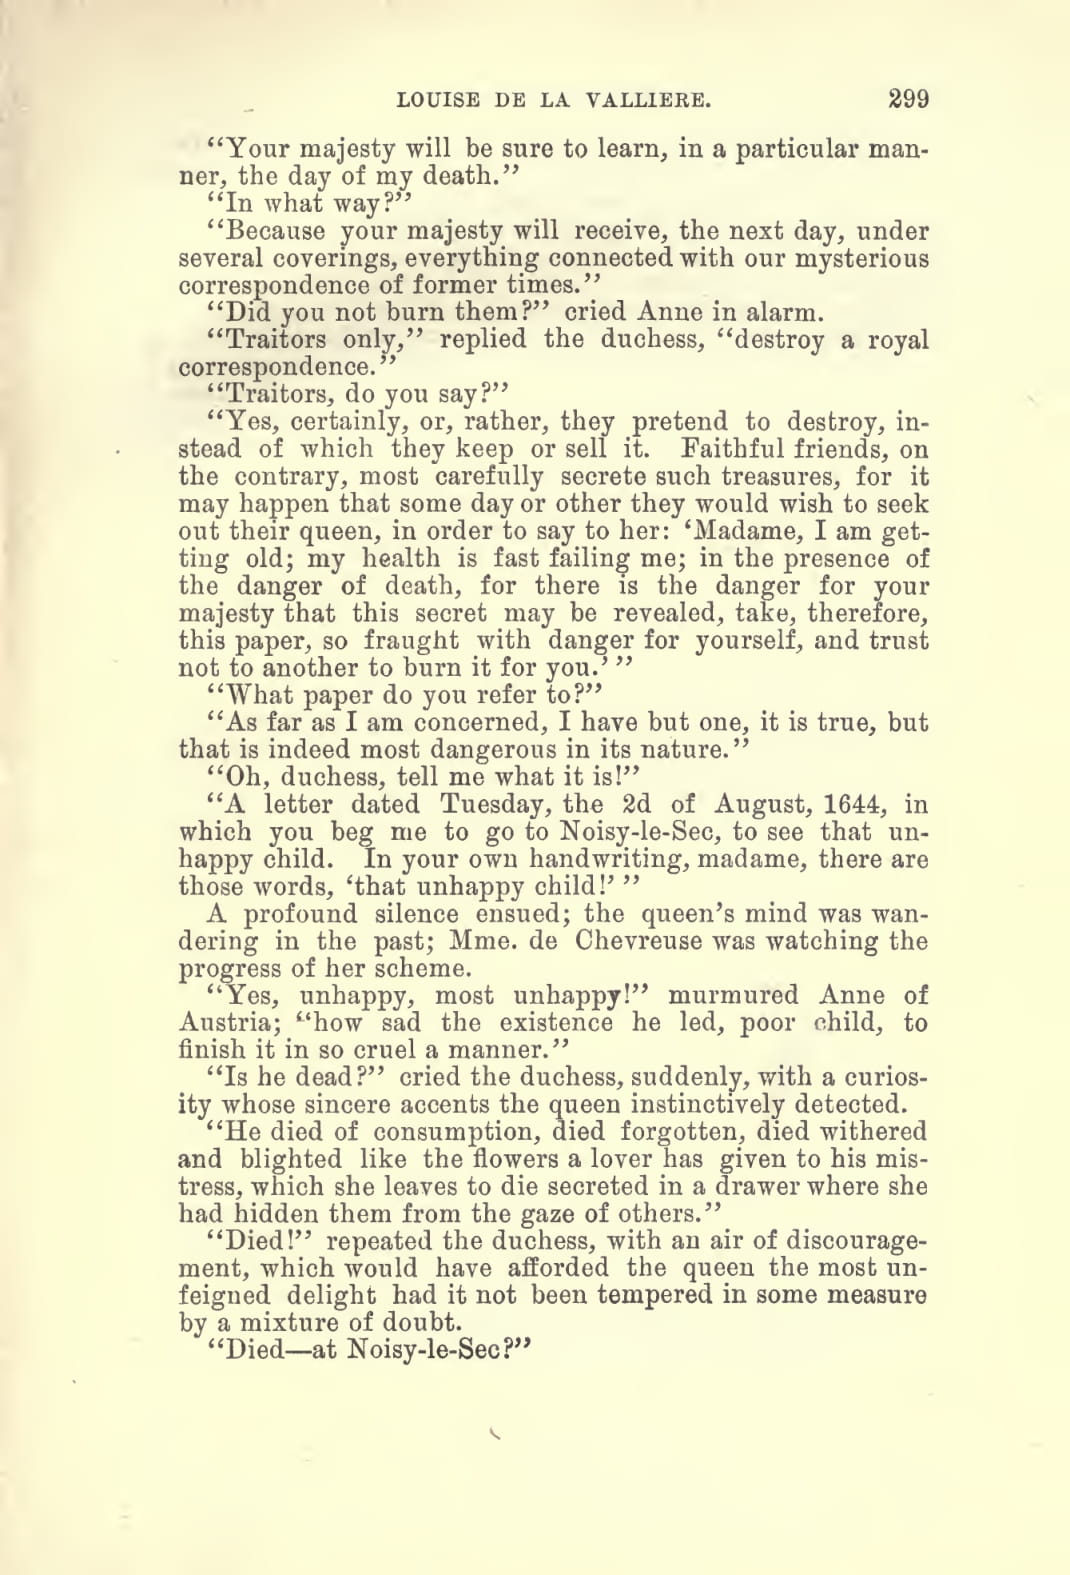 LOUISE DE LA VALLIERE. 299
“Your majesty will be sure to learn, in a particular man-
ner, the day of my death.”
“In what way?”
“Because your majesty will receive, the next day, under
several coverings, everything connected with our mysterious
correspondence of former times.”
“Did you not burn them?” cried Anne in alarm.
“Traitors only,” replied the duchess, “destroy a royal
correspondence.”
“Traitors, do you say?”
“Yes, certainly, or, rather, they pretend to destroy, in-
stead of which they keep or sell it. Faithful friends, on
the contrary, most carefully secrete such treasures, for it
may happen that some day or other they would wish to seek
out their queen, in order to say to her: ‘Madame, I am get-
ting old; my health is fast failing me; in the presence of
the danger of death, for there is the danger for your
majesty that this secret may be revealed, take, therefore,
this paper, so fraught with danger for yourself, and trust
not to another to burn it for you.’ ”
“What paper do you refer to?”
“As far as I am concerned, I have but one, it is true, but
that is indeed most dangerous in its nature.”
“Oh, duchess, tell me what it is!”
“A letter dated Tuesday, the 2d of August, 1644, in
which you beg me to go to Noisy-le-Sec, to see that un-
happy child. In your own handwriting, madame, there are
those words, ‘that unhappy child!’ ”
A profound silence ensued; the queen’s mind was wan-
dering in the past; Mme. de Chevreuse was watching the
progress of her scheme.
“Yes, unhappy, most unhappy!” murmured Anne of
Austria; “how sad the existence he led, poor child, to
finish it in so cruel a manner.”
“Is he dead?” cried the duchess, suddenly, with a curios-
ity whose sincere accents the queen instinctively detected.
“He died of consumption, died forgotten, died withered
and blighted like the flowers a lover has given to his mis-
tress, which she leaves to die secreted in a drawer where she
had hidden them from the gaze of others.”
“Died!” repeated the duchess, with an air of discourage-
ment, which would have afforded the queen the most un-
feigned delight had it not been tempered in some measure
by a mixture of doubt.
“Died—at Noisy-le-Sec?”